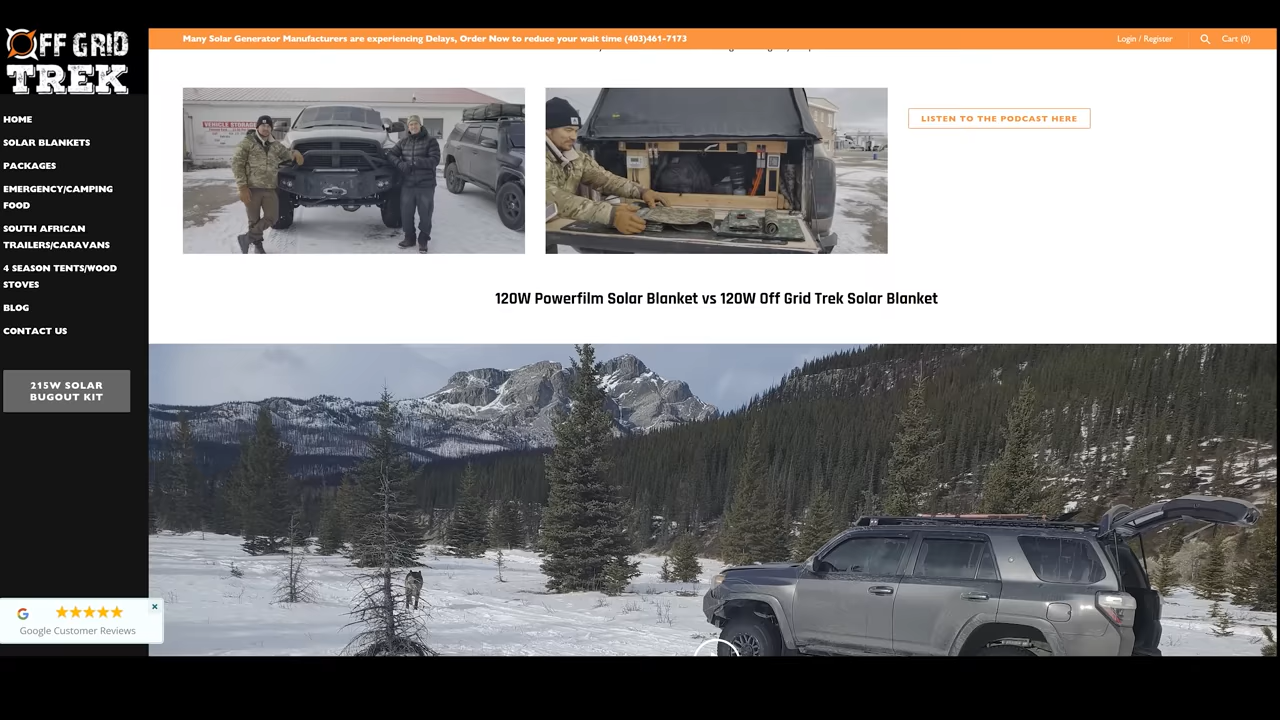 OFF GRID
TREK
Many Solar Generator Manufacturers are experiencing Delays, Order Now to reduce your wait time (403)461-7173
Login / Register
Cart (0)
HOME
SOLAR BLANKETS
PACKAGES
EMERGENCY/CAMPING
FOOD
SOUTH AFRICAN
TRAILERS/CARAVANS
4 SEASON TENTS/WOOD
STOVES
BLOG
CONTACT US
215W SOLAR
BUGOUT KIT
VEHICLE STORAGE
LISTEN TO THE PODCAST HERE
120W Powerfilm Solar Blanket vs 120W Off Grid Trek Solar Blanket
G
Google Customer Reviews